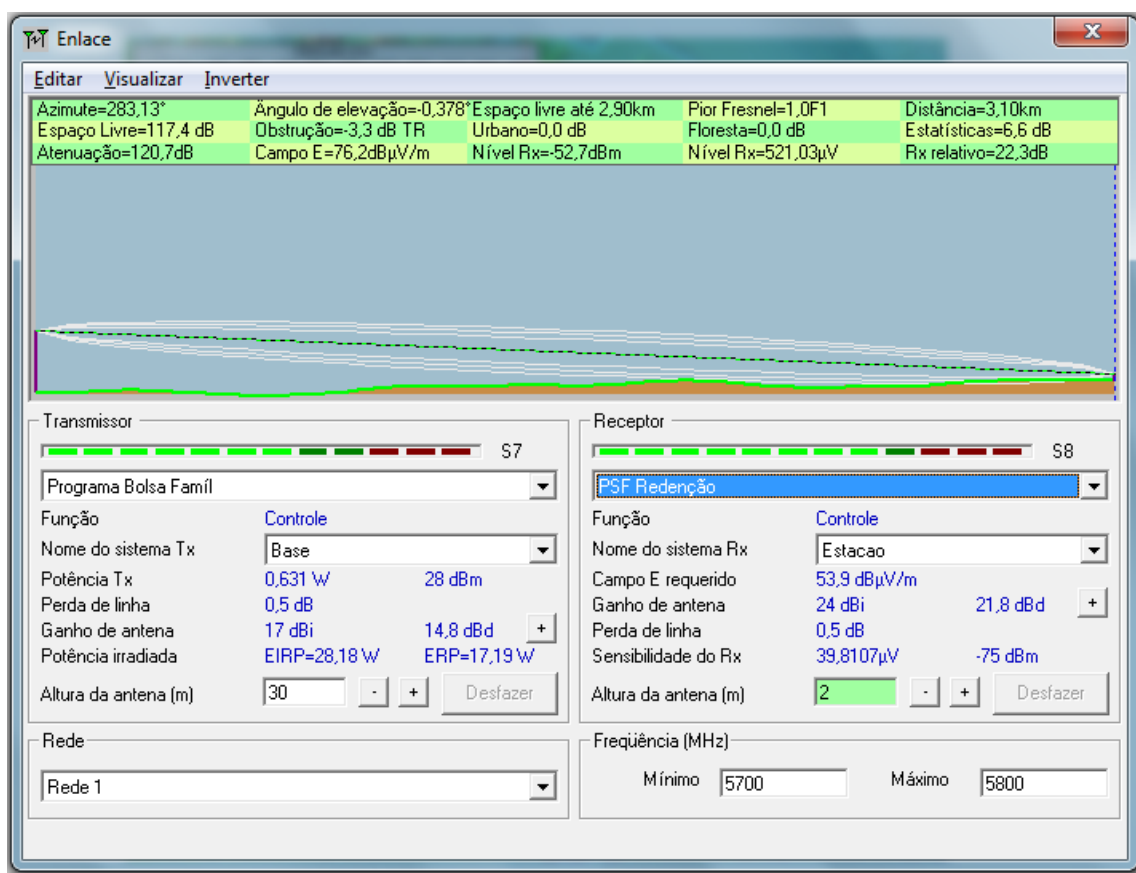 Enlace
Editar Visualizar Inverter
Azimute=283,13° Ângulo de elevação=-0,378° Espaço livre até 2,90km Pior Fresnel=1,0F1 Distância=3,10km
Espaço Livre=117,4 dB Obstrução=-3,3 dB TR Urbano=0,0 dB Floresta=0,0 dB Estatísticas=6,6 dB
Atenuação=120,7dB Campo E=76,2dBµV/m Nível Rx=-52,7dBm Nível Rx=521,03µV Rx relativo=22,3dB
Transmissor
S7
Programa Bolsa Famíl
Função Controle
Nome do sistema Tx Base
Potência Tx 0,631 W 28 dBm
Perda de linha 0,5 dB
Ganho de antena 17 dBi 14,8 dBd +
Potência irradiada EIRP=28,18 W ERP=17,19 W
Altura da antena (m) 30 - + Desfazer
Receptor
S8
PSF Redenção
Função Controle
Nome do sistema Rx Estacao
Campo E requerido 53,9 dBµV/m
Ganho de antena 24 dBi 21,8 dBd +
Perda de linha 0,5 dB
Sensibilidade do Rx 39,8107µV -75 dBm
Altura da antena (m) 2 - + Desfazer
Rede
Rede 1
Freqüência (MHz)
Mínimo 5700 Máximo 5800